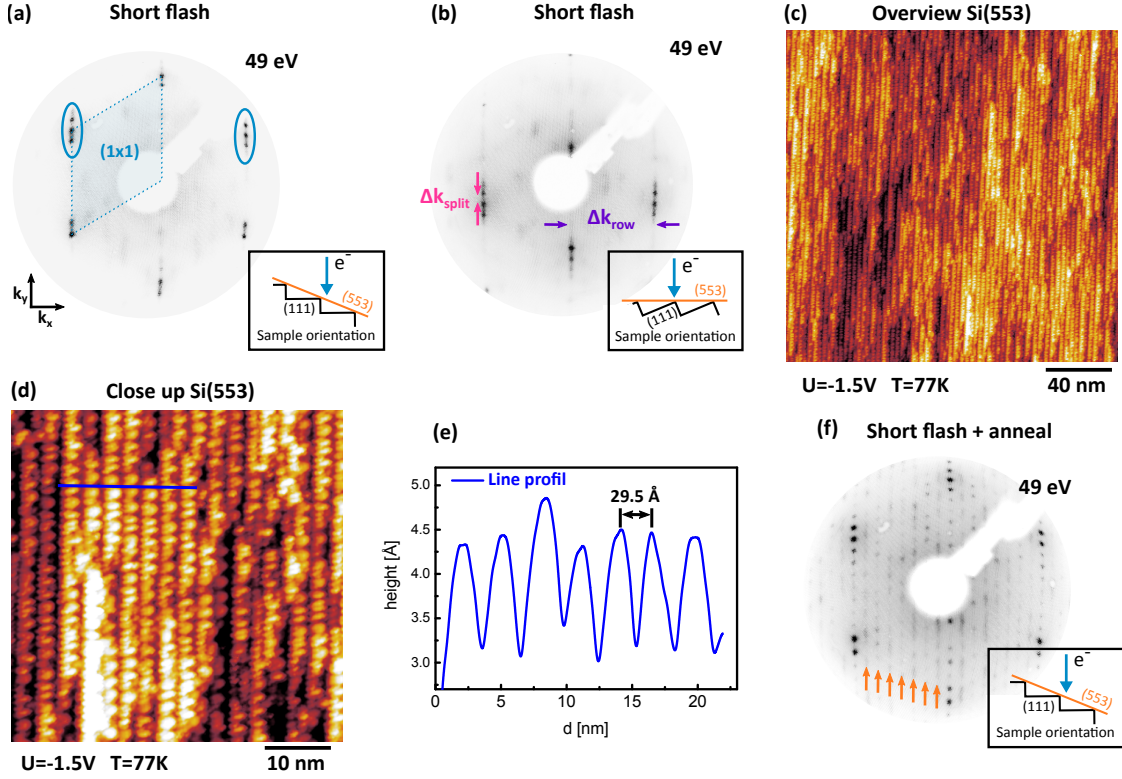 (a)
Short flash
49 eV
(1x1)
ky
kx
e-
(553)
(111)
Sample orientation
(b)
Short flash
49 eV
Δksplit
Δkrow
e-
(553)
(111)
Sample orientation
(c)
Overview Si(553)
U=-1.5V T=77K
40 nm
(d)
Close up Si(553)
U=-1.5V T=77K
10 nm
(e)
Line profil
29.5 Å
5.0
4.5
4.0
3.5
3.0
height [Å]
0 5 10 15 20
d [nm]
(f)
Short flash + anneal
49 eV
e-
(553)
(111)
Sample orientation